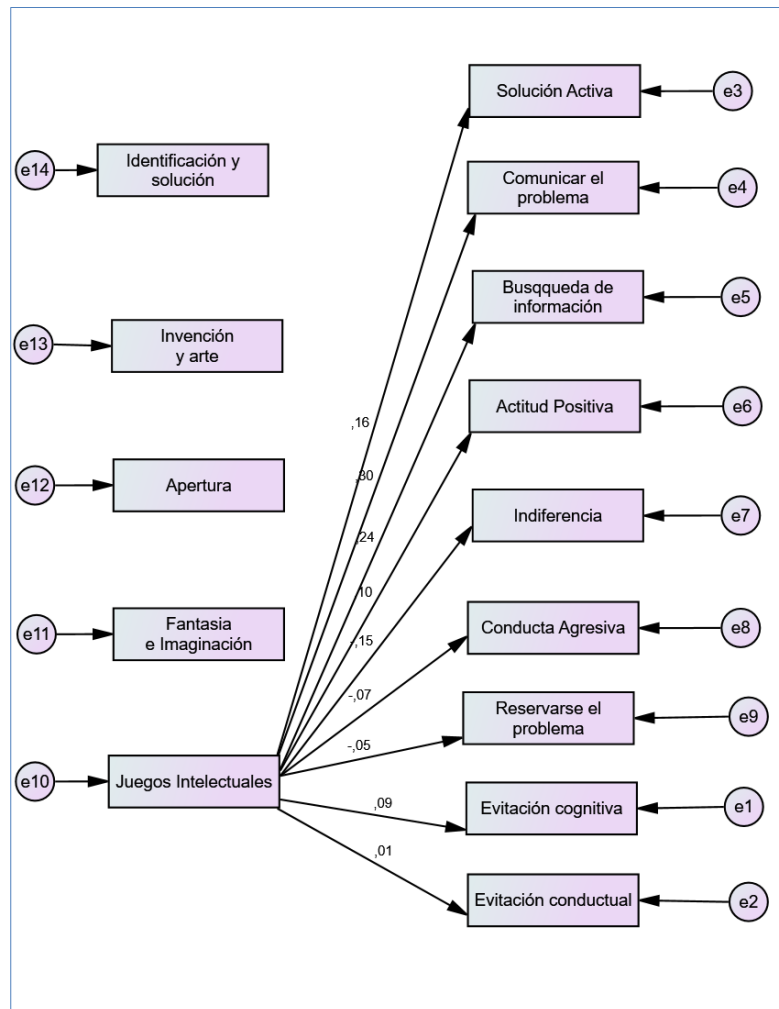 Solución Activa
e3
Identificación y
solución
e14
Comunicar el
problema
e4
Busqqueda de
información
e5
Invención
y arte
e13
Actitud Positiva
e6
,16
,30
Apertura
e12
Indiferencia
e7
,24
,10
Fantasia
e Imaginación
e11
Conducta Agresiva
e8
-,15
-,07
Reservarse el
problema
e9
-,05
Juegos Intelectuales
e10
,09
Evitación cognitiva
e1
,01
Evitación conductual
e2